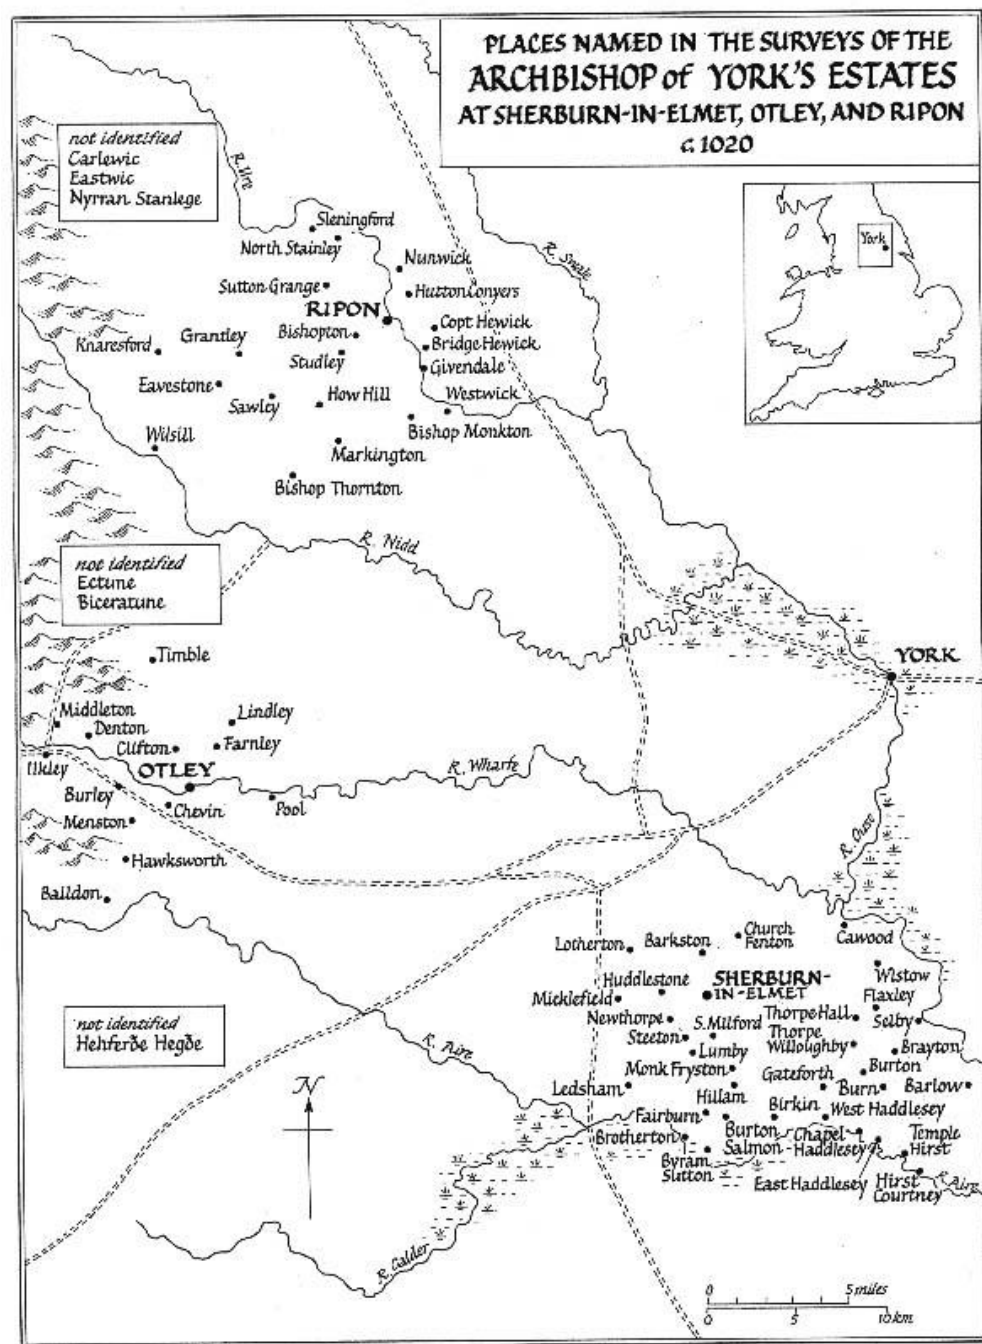 PLACES NAMED IN THE SURVEYS OF THE
ARCHBISHOP of YORK'S ESTATES
AT SHERBURN-IN-ELMET, OTLEY, AND RIPON
c. 1020
not identified
Carlewic
Eastwic
Nyrran Stanlege
R. Ure
R. Swale
York
Sleningford
North Stainley
Nunwick
Sutton Grange
Hutton Conyers
RIPON
Copt Hewick
Bishopton
Grantley
Knaresford
Bridge Hewick
Studley
Givendale
Eavestone
Sawley
How Hill
Westwick
Bishop Monkton
Wilsill
Markington
Bishop Thornton
R. Nidd
not identified
Ectune
Biceratune
Timble
YORK
Middleton
Denton
Lindley
Clifton
Farnley
Ilkley
OTLEY
R. Wharfe
Burley
Chevin
Pool
Menston
Hawksworth
R. Ouse
Baildon
Cawood
Church
Fenton
Lotherton
Barkston
Wistow
Huddlestone
SHERBURN-
IN-ELMET
Micklefield
Flaxley
Newthorpe
S. Milford
Thorpe Hall
Selby
Steeton
Thorpe
Willoughby
Lumby
Brayton
Monk Fryston
Gateforth
Burton
Ledsham
Hillam
Burn
Barlow
Fairburn
Birkin
West Haddlesey
Brotherton
Burton
Salmon
Chapel
Haddlesey
Temple
Hirst
Byram
Sutton
East Haddlesey
Hirst
Courtney
R. Aire
not identified
Helhferðe Hegðe
R. Aire
N
R. Calder
0 5 miles
0 5 10 km